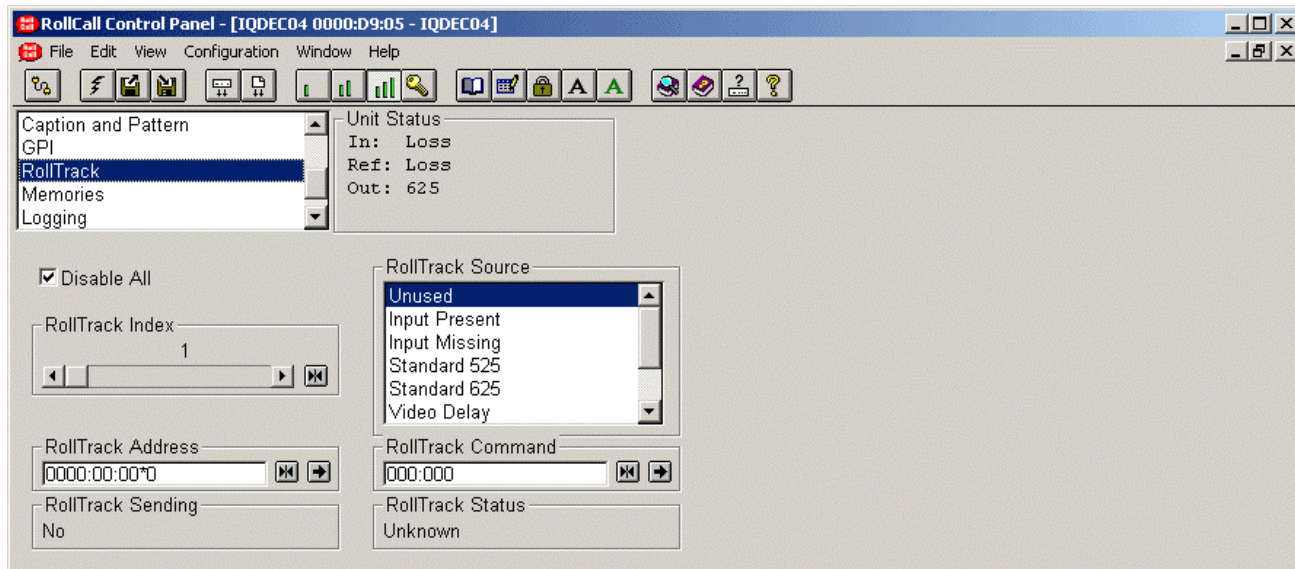 RollCall Control Panel - [IQDEC04 0000:D9:05 - IQDEC04]
File Edit View Configuration Window Help
A A ? ?
Caption and Pattern
GPI
RollTrack
Memories
Logging
Unit Status
In: Loss
Ref: Loss
Out: 625
Disable All
RollTrack Index
1
RollTrack Source
Unused
Input Present
Input Missing
Standard 525
Standard 625
Video Delay
RollTrack Address
0000:00:00*0
RollTrack Command
000:000
RollTrack Sending
No
RollTrack Status
Unknown